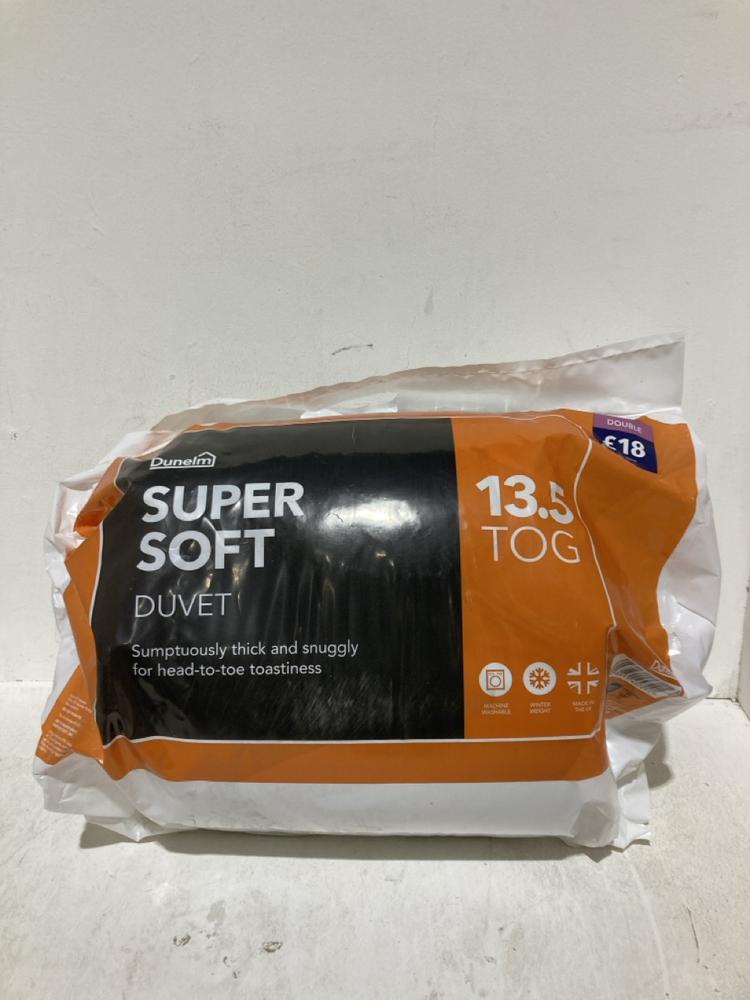 Dunelm
SUPER
SOFT
DUVET
Sumptuously thick and snuggly
for head-to-toe toastiness
13.5
TOG
DOUBLE
£18
MACHINE
WASHABLE
WINTER
WEIGHT
MADE IN
THE UK